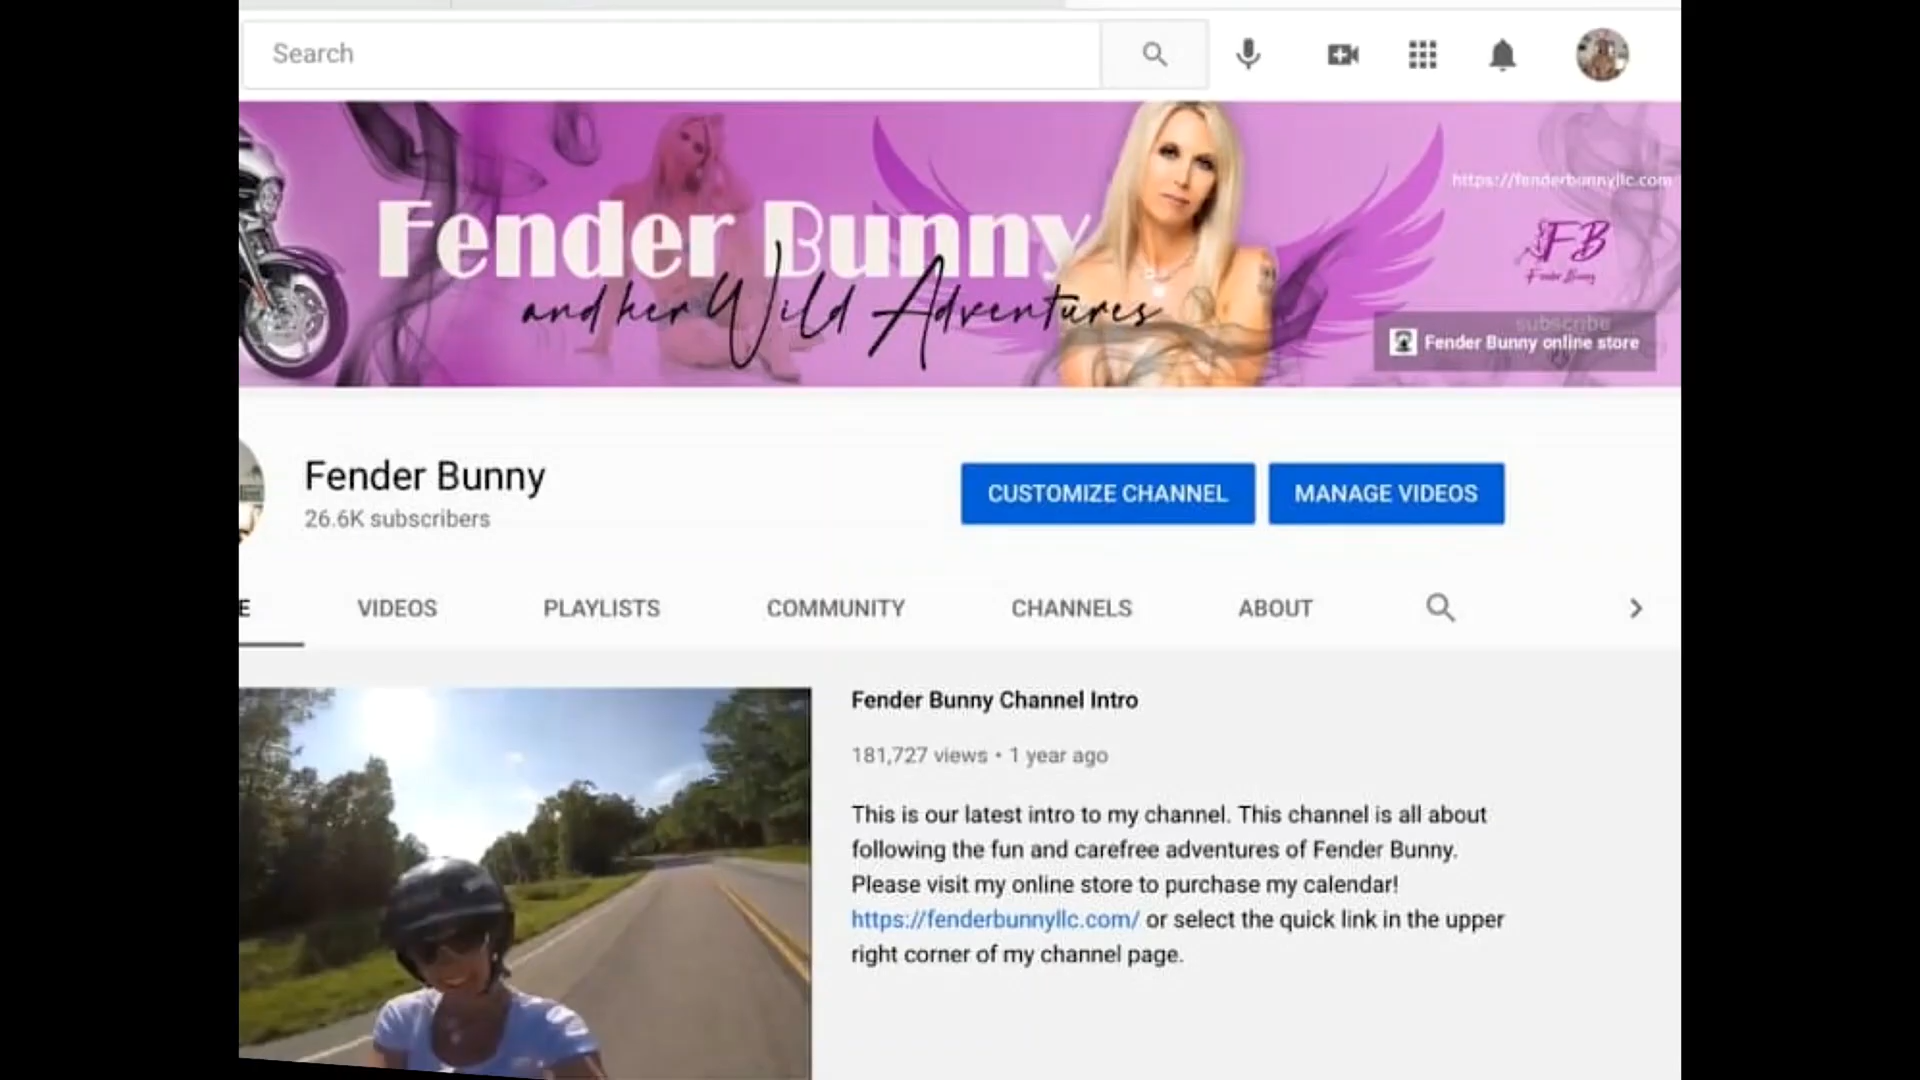 Search
https://fenderbunnyllc.com
Fender Bunny
and her Wild Adventures
FB
Fender Bunny
subscribe
Fender Bunny online store
Fender Bunny
26.6K subscribers
CUSTOMIZE CHANNEL
MANAGE VIDEOS
E
VIDEOS
PLAYLISTS
COMMUNITY
CHANNELS
ABOUT
Fender Bunny Channel Intro
181,727 views • 1 year ago
This is our latest intro to my channel. This channel is all about
following the fun and carefree adventures of Fender Bunny.
Please visit my online store to purchase my calendar!
https://fenderbunnyllc.com/ or select the quick link in the upper
right corner of my channel page.